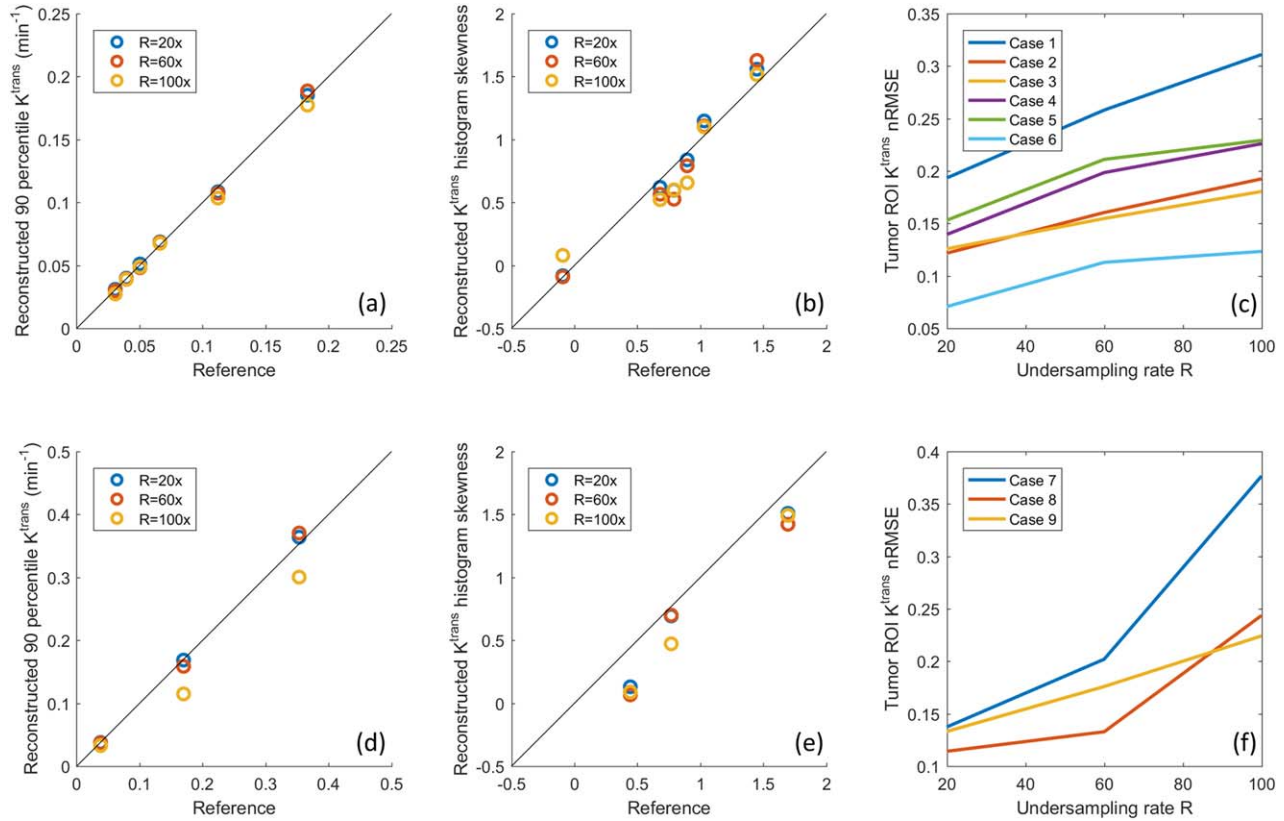 Reconstructed 90 percentile K^trans (min^-1)
0.25
0.2
0.15
0.1
0.05
0
R=20x
R=60x
R=100x
(a)
0
0.05
0.1
0.15
0.2
0.25
Reference
Reconstructed K^trans histogram skewness
2
1.5
1
0.5
0
-0.5
R=20x
R=60x
R=100x
(b)
-0.5
0
0.5
1
1.5
2
Reference
Tumor ROI K^trans nRMSE
0.35
0.3
0.25
0.2
0.15
0.1
0.05
Case 1
Case 2
Case 3
Case 4
Case 5
Case 6
(c)
20
40
60
80
100
Undersampling rate R
Reconstructed 90 percentile K^trans (min^-1)
0.5
0.4
0.3
0.2
0.1
0
R=20x
R=60x
R=100x
(d)
0
0.1
0.2
0.3
0.4
0.5
Reference
Reconstructed K^trans histogram skewness
2
1.5
1
0.5
0
-0.5
R=20x
R=60x
R=100x
(e)
-0.5
0
0.5
1
1.5
2
Reference
Tumor ROI K^trans nRMSE
0.4
0.35
0.3
0.25
0.2
0.15
0.1
Case 7
Case 8
Case 9
(f)
20
40
60
80
100
Undersampling rate R